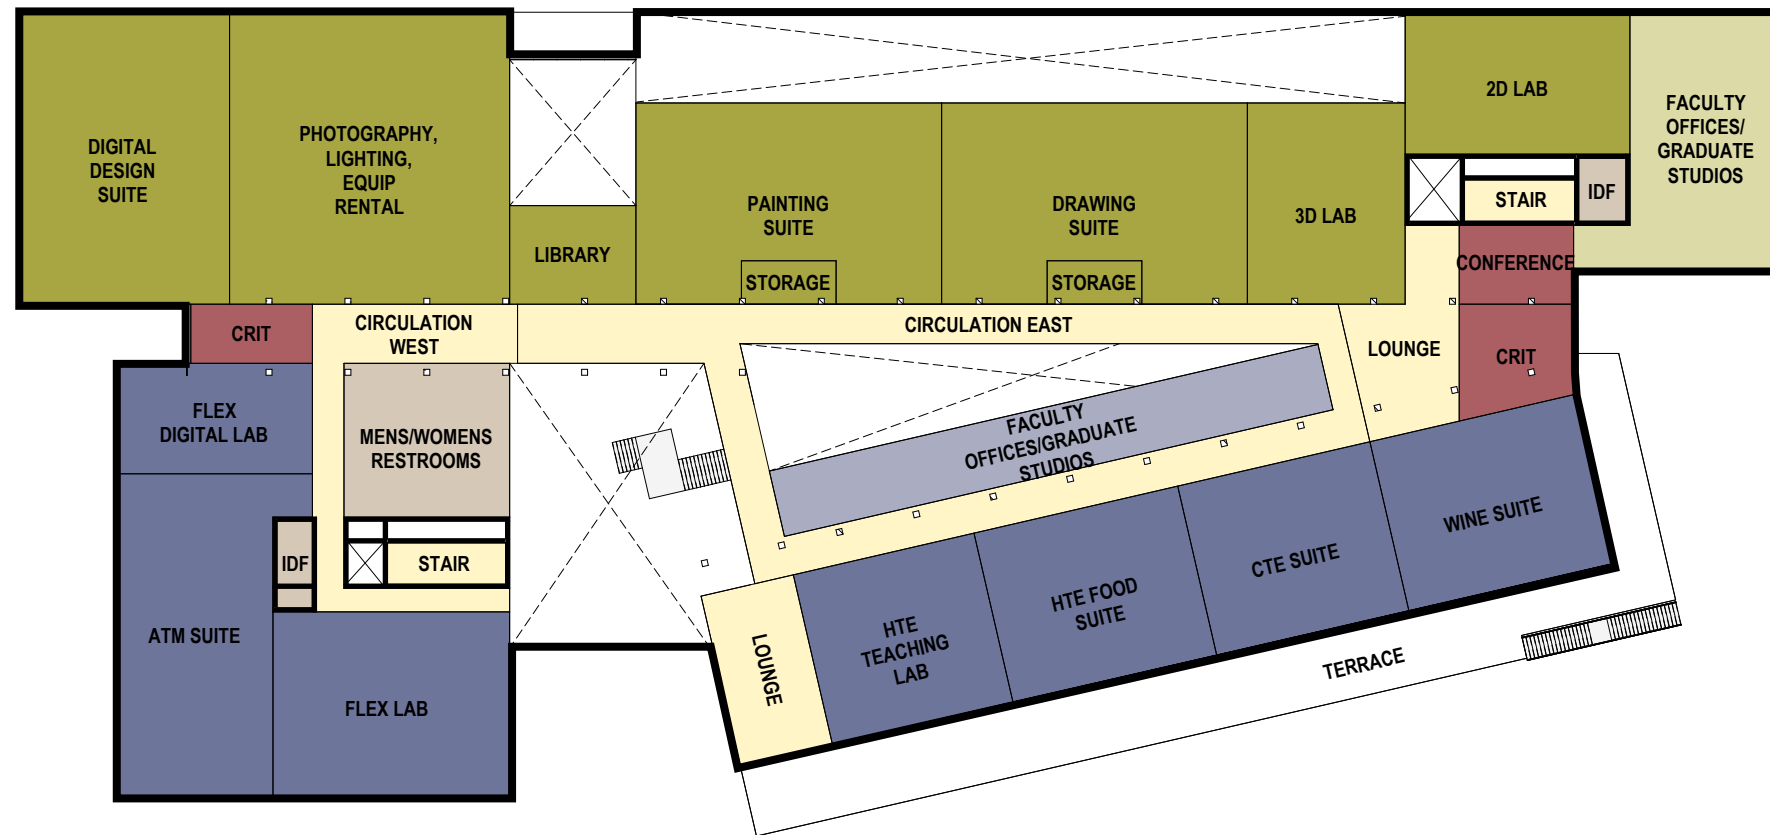 DIGITAL
DESIGN
SUITE
PHOTOGRAPHY,
LIGHTING,
EQUIP
RENTAL
LIBRARY
PAINTING
SUITE
STORAGE
DRAWING
SUITE
STORAGE
3D LAB
2D LAB
FACULTY
OFFICES/
GRADUATE
STUDIOS
STAIR
IDF
CONFERENCE
CRIT
CIRCULATION
WEST
CIRCULATION EAST
LOUNGE
CRIT
FLEX
DIGITAL LAB
MENS/WOMENS
RESTROOMS
FACULTY
OFFICES/GRADUATE
STUDIOS
IDF
STAIR
ATM SUITE
FLEX LAB
LOUNGE
HTE
TEACHING
LAB
HTE FOOD
SUITE
CTE SUITE
WINE SUITE
TERRACE